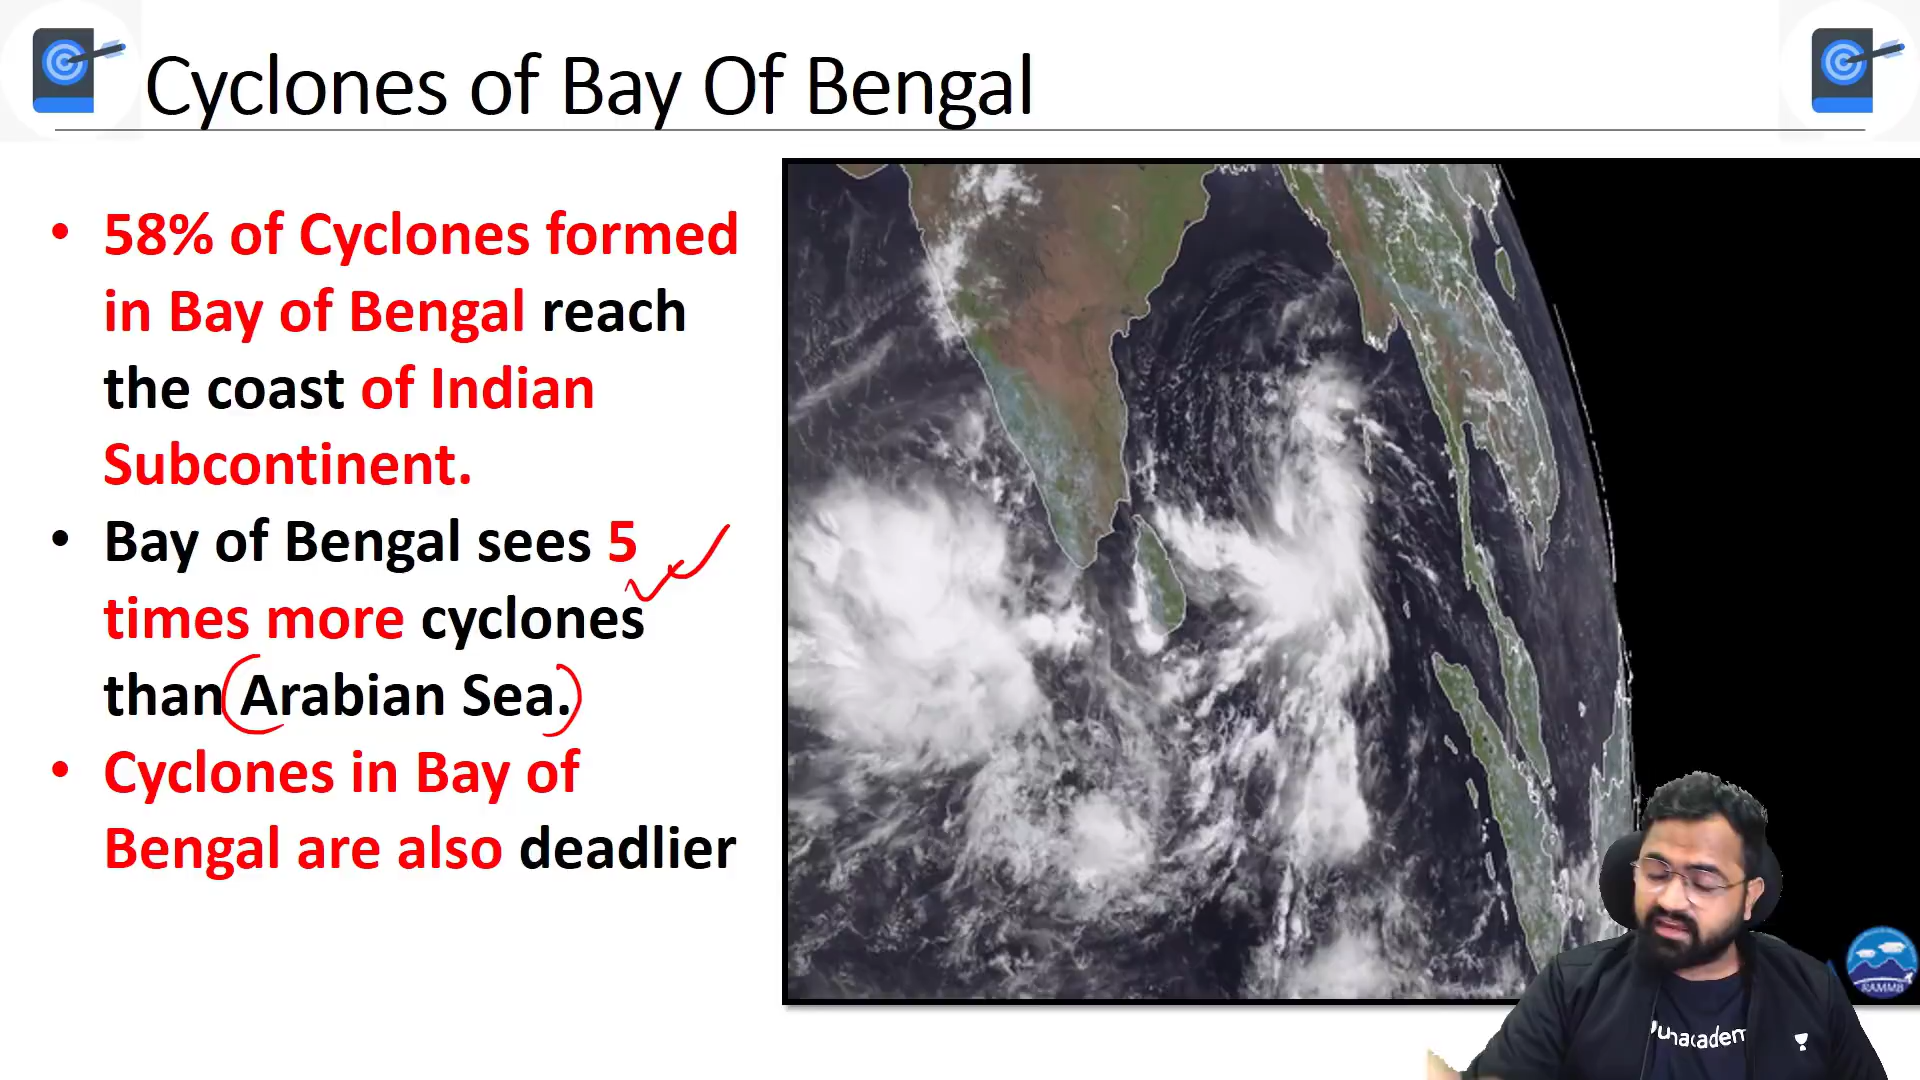 Cyclones of Bay Of Bengal
• 58% of Cyclones formed
in Bay of Bengal reach
the coast of Indian
Subcontinent.
• Bay of Bengal sees 5
times more cyclones
than Arabian Sea.
• Cyclones in Bay of
Bengal are also deadlier
RAMMB
unacadem